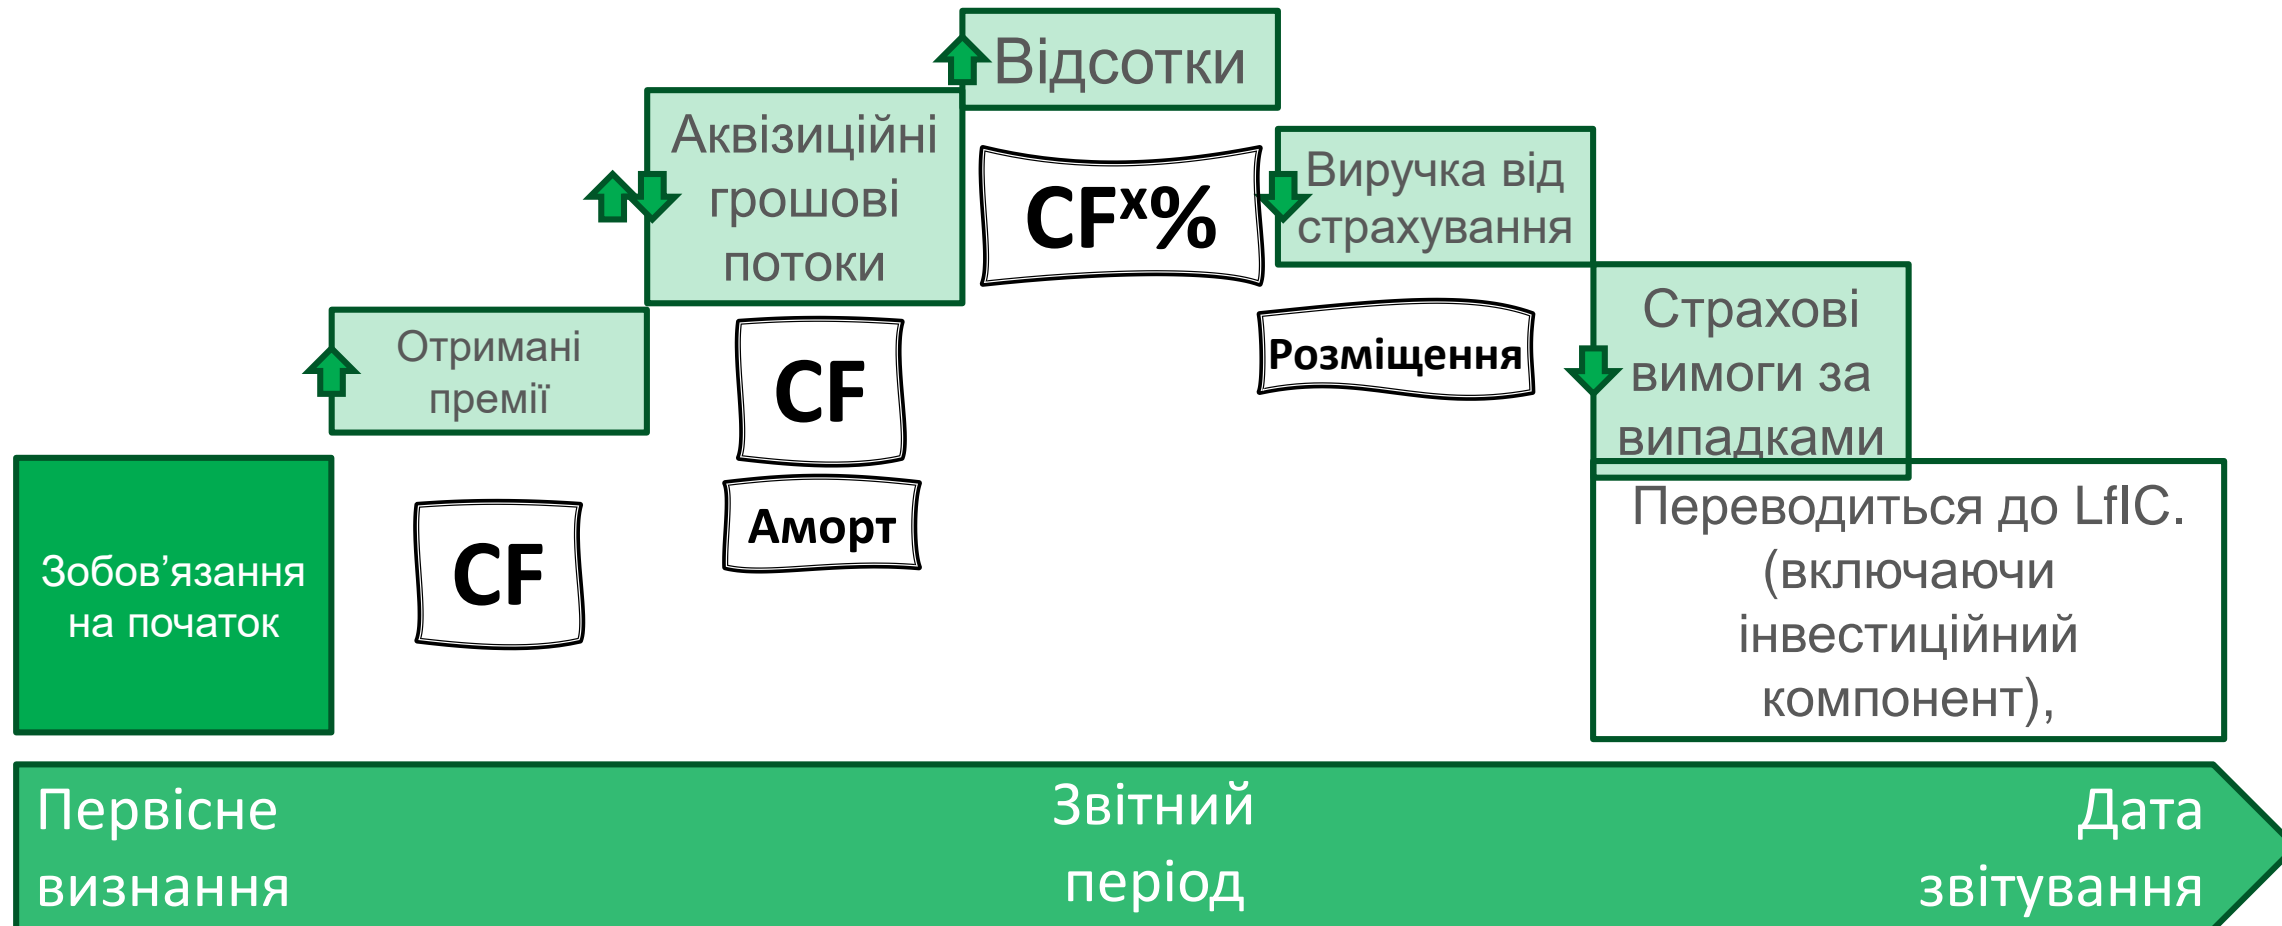 Відсотки
Аквізиційні
грошові
потоки
CFˣ%
Виручка від
страхування
Отримані
премії
CF
Аморт
Розміщення
Страхові
вимоги за
випадками
Переводиться до LfIC.
(включаючи
інвестиційний
компонент),
Зобов’язання
на початок
CF
Первісне
визнання
Звітний
період
Дата
звітування